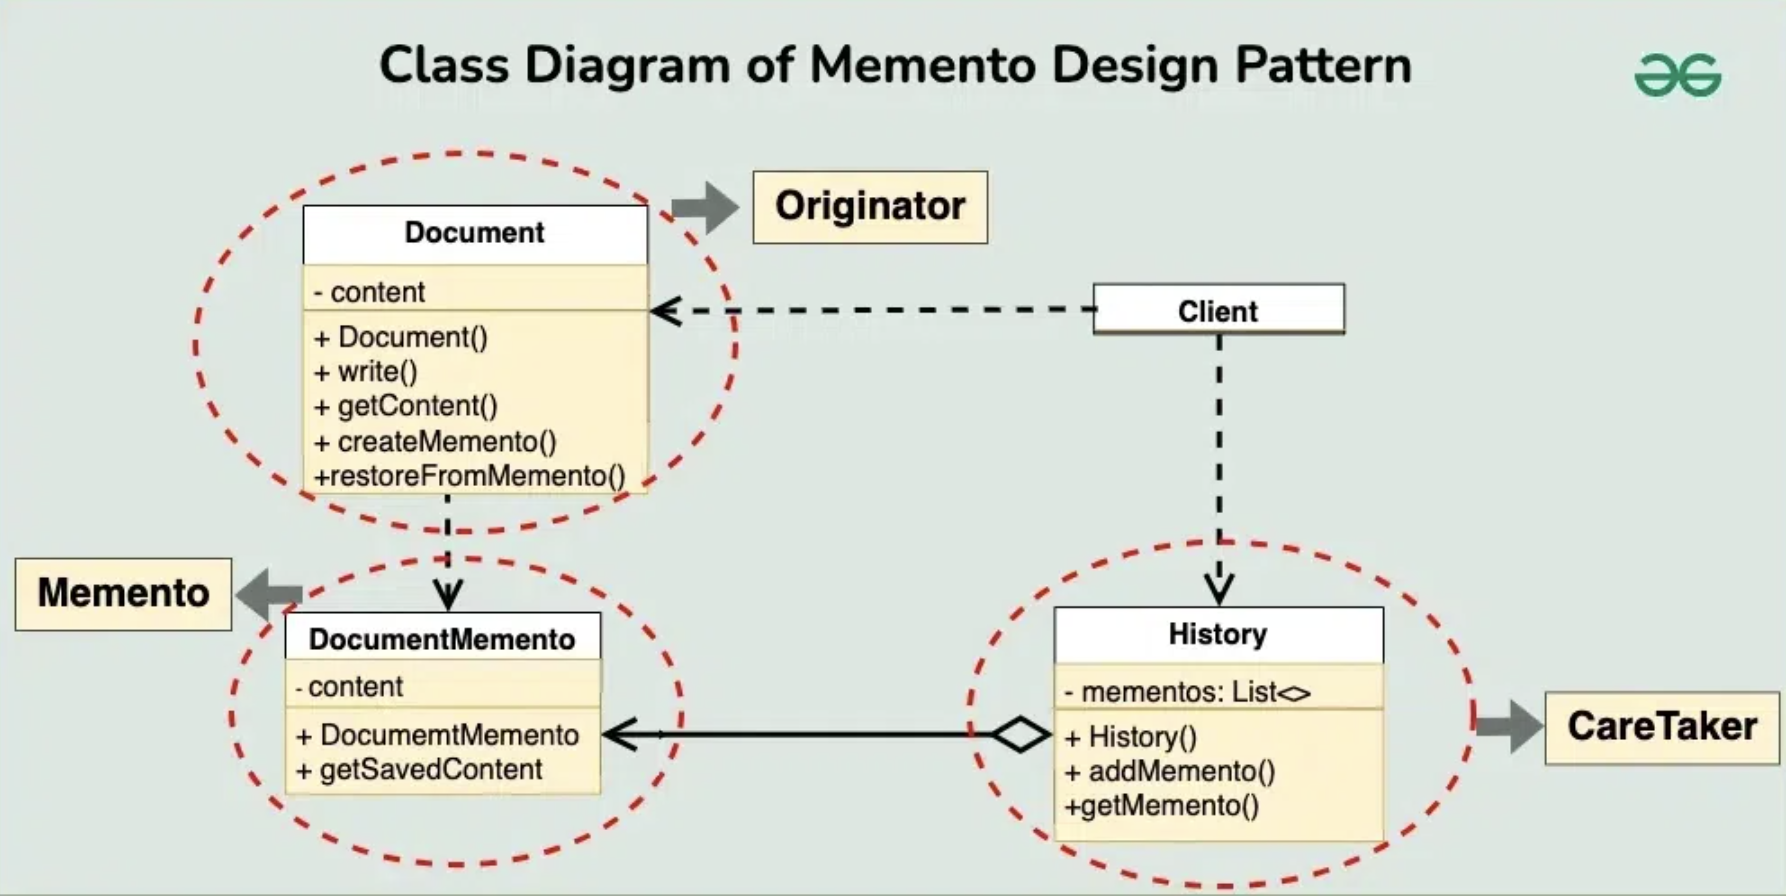 Class Diagram of Memento Design Pattern
Originator
Document
- content
+ Document()
+ write()
+ getContent()
+ createMemento()
+restoreFromMemento()
Client
Memento
DocumentMemento
- content
+ DocumemtMemento
+ getSavedContent
History
- mementos: List<>
+ History()
+ addMemento()
+getMemento()
CareTaker